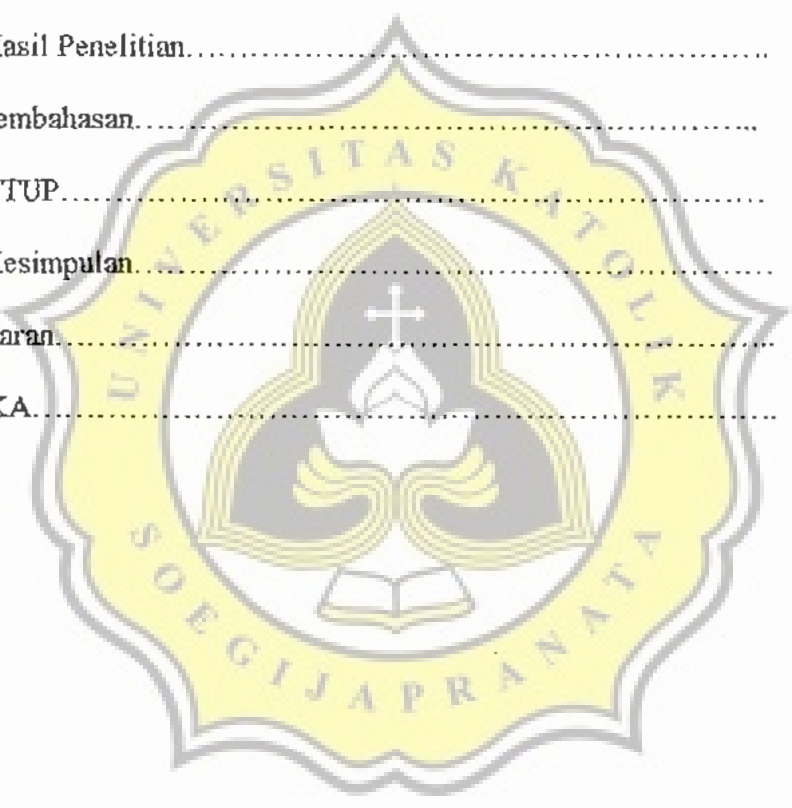 asil Penelitian
embahasan
TUP
esimpulan
aran
KA
UNIVERSITAS KATOLIK
SOEGIJAPRANATA